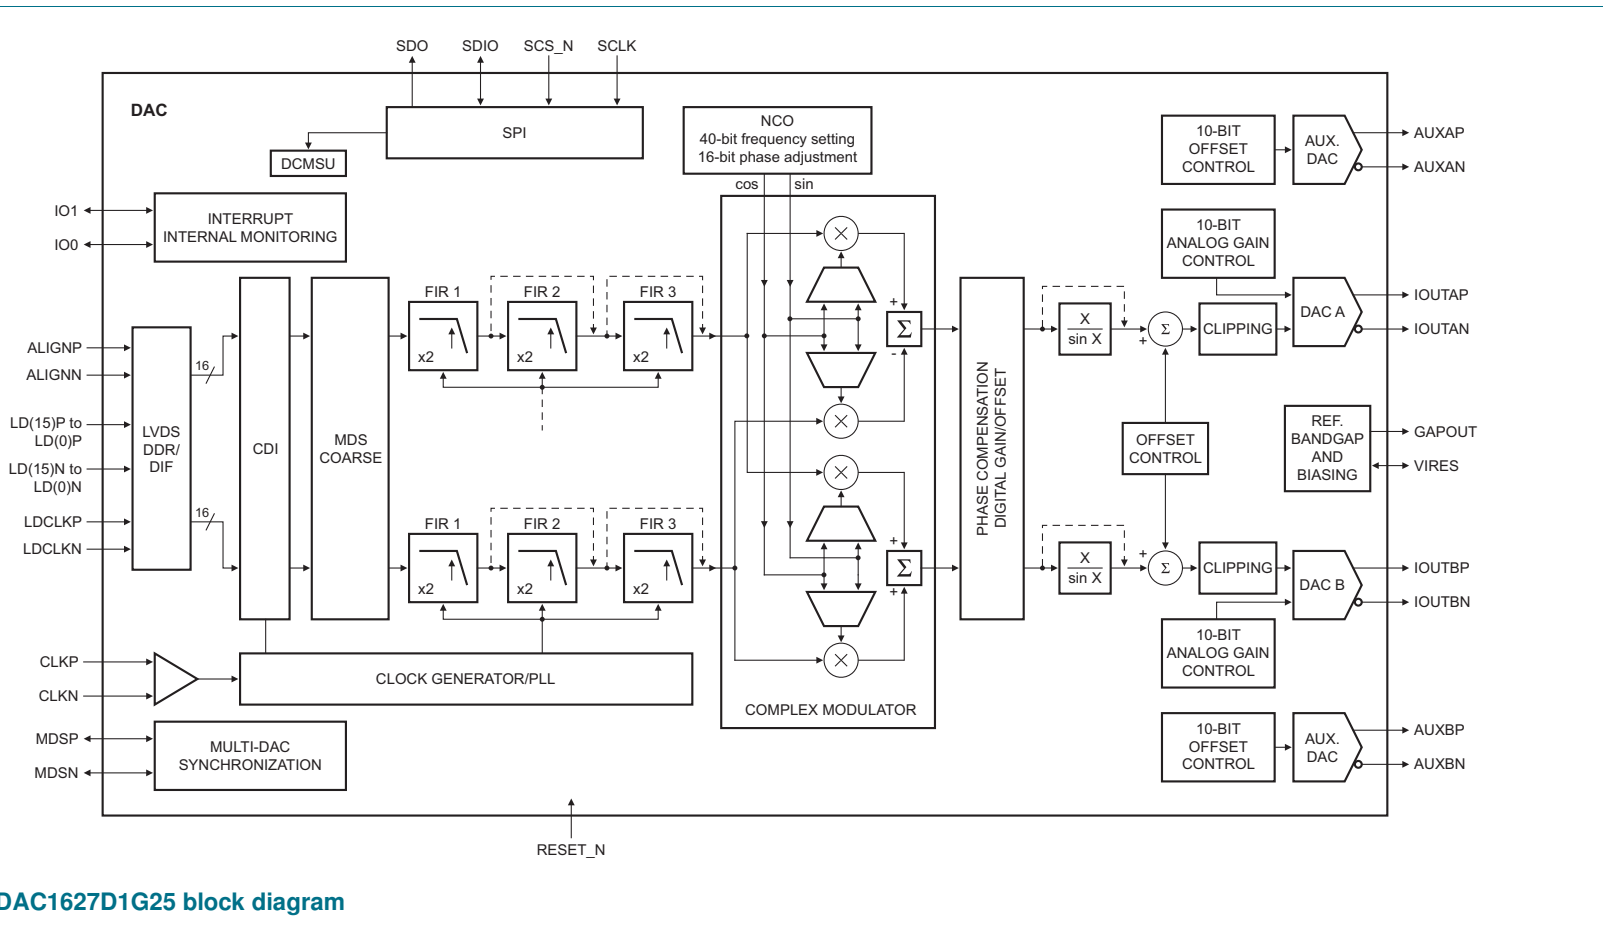 SDO SDIO SCS_N SCLK
DAC
SPI
DCMSU
NCO
40-bit frequency setting
16-bit phase adjustment
cos sin
10-BIT
OFFSET
CONTROL
AUX.
DAC
AUXAP
AUXAN
IO1
IO0
INTERRUPT
INTERNAL MONITORING
10-BIT
ANALOG GAIN
CONTROL
FIR 1 FIR 2 FIR 3
x2 x2 x2
+
Σ
-
X
sin X
Σ
+
CLIPPING
DAC A
IOUTAP
IOUTAN
ALIGNP
ALIGNN
LD(15)P to
LD(0)P
LD(15)N to
LD(0)N
LDCLKP
LDCLKN
LVDS
DDR/
DIF
16
16
CDI
MDS
COARSE
PHASE COMPENSATION
DIGITAL GAIN/OFFSET
OFFSET
CONTROL
REF.
BANDGAP
AND
BIASING
GAPOUT
VIRES
FIR 1 FIR 2 FIR 3
x2 x2 x2
+
Σ
+
X
sin X
+
Σ
CLIPPING
DAC B
IOUTBP
IOUTBN
10-BIT
ANALOG GAIN
CONTROL
CLKP
CLKN
CLOCK GENERATOR/PLL
COMPLEX MODULATOR
MDSP
MDSN
MULTI-DAC
SYNCHRONIZATION
10-BIT
OFFSET
CONTROL
AUX.
DAC
AUXBP
AUXBN
RESET_N
DAC1627D1G25 block diagram